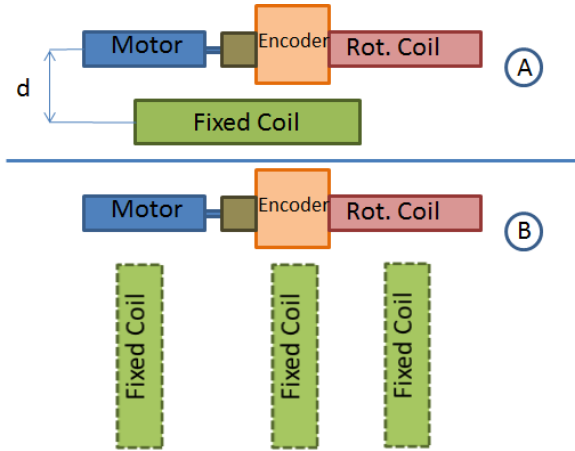 Motor
Encoder
Rot. Coil
A
d
Fixed Coil
Motor
Encoder
Rot. Coil
B
Fixed Coil
Fixed Coil
Fixed Coil